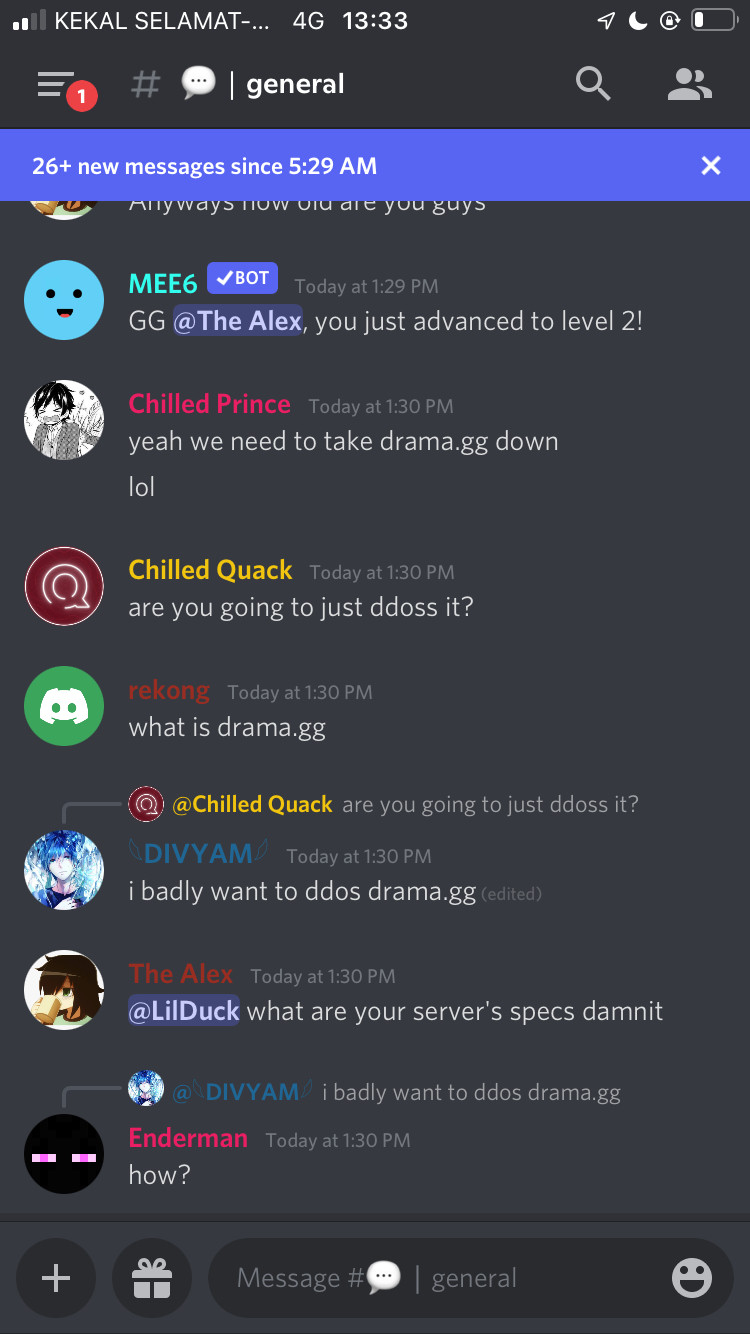 KEKAL SELAMAT-... 4G 13:33
1
# 💬 | general
26+ new messages since 5:29 AM
Anyways how old are you guys
MEE6 ✓BOT Today at 1:29 PM
GG @The Alex, you just advanced to level 2!
Chilled Prince Today at 1:30 PM
yeah we need to take drama.gg down
lol
Chilled Quack Today at 1:30 PM
are you going to just ddoss it?
rekong Today at 1:30 PM
what is drama.gg
@Chilled Quack are you going to just ddoss it?
DIVYAM Today at 1:30 PM
i badly want to ddos drama.gg (edited)
The Alex Today at 1:30 PM
@LilDuck what are your server's specs damnit
@DIVYAM i badly want to ddos drama.gg
Enderman Today at 1:30 PM
how?
Message #💬 | general